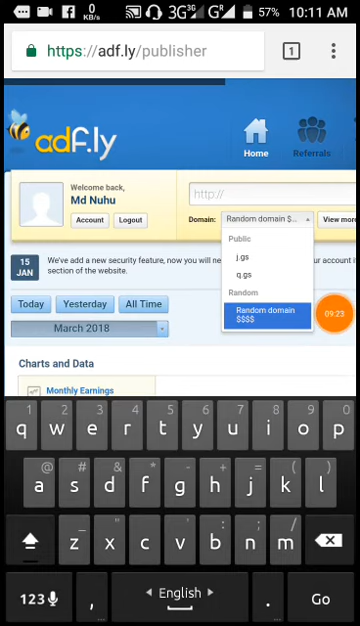 0
KB/s
3G 3G
G R
57%
10:11 AM
https://adf.ly/publisher
1
adf.ly
Home
Referrals
Welcome back,
Md Nuhu
Account
Logout
http://
Domain:
Random domain $...
View more
Public
j.gs
q.gs
Random
Random domain
$$$$
15
JAN
We've add a new security feature, now you will ne
r account i
section of the website.
Today
Yesterday
All Time
March 2018
09:23
Charts and Data
Monthly Earnings
1 2 3 4 5 6 7 8 9 0
q w e r t y u i o p
@ # & * - + = ( )
a s d f g h j k l
_ " ' : ; /
z x c v b n m
123
,
English
.
Go